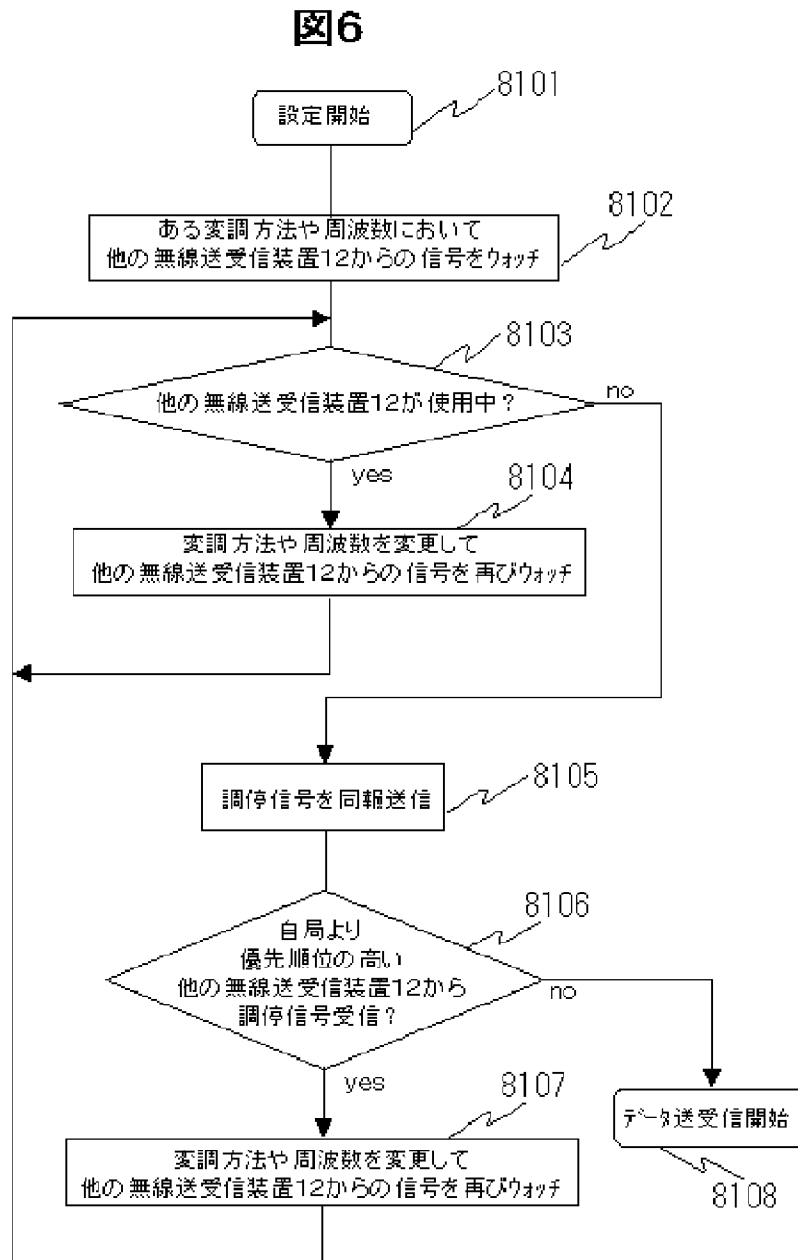 図6
8101
設定開始
8102
ある変調方法や周波数において
他の無線送受信装置12からの信号をウォッチ
8103
他の無線送受信装置12が使用中?
no
yes
8104
変調方法や周波数を変更して
他の無線送受信装置12からの信号を再びウォッチ
8105
調停信号を同報送信
8106
自局より
優先順位の高い
他の無線送受信装置12から
調停信号受信?
no
yes
8107
変調方法や周波数を変更して
他の無線送受信装置12からの信号を再びウォッチ
データ送受信開始
8108